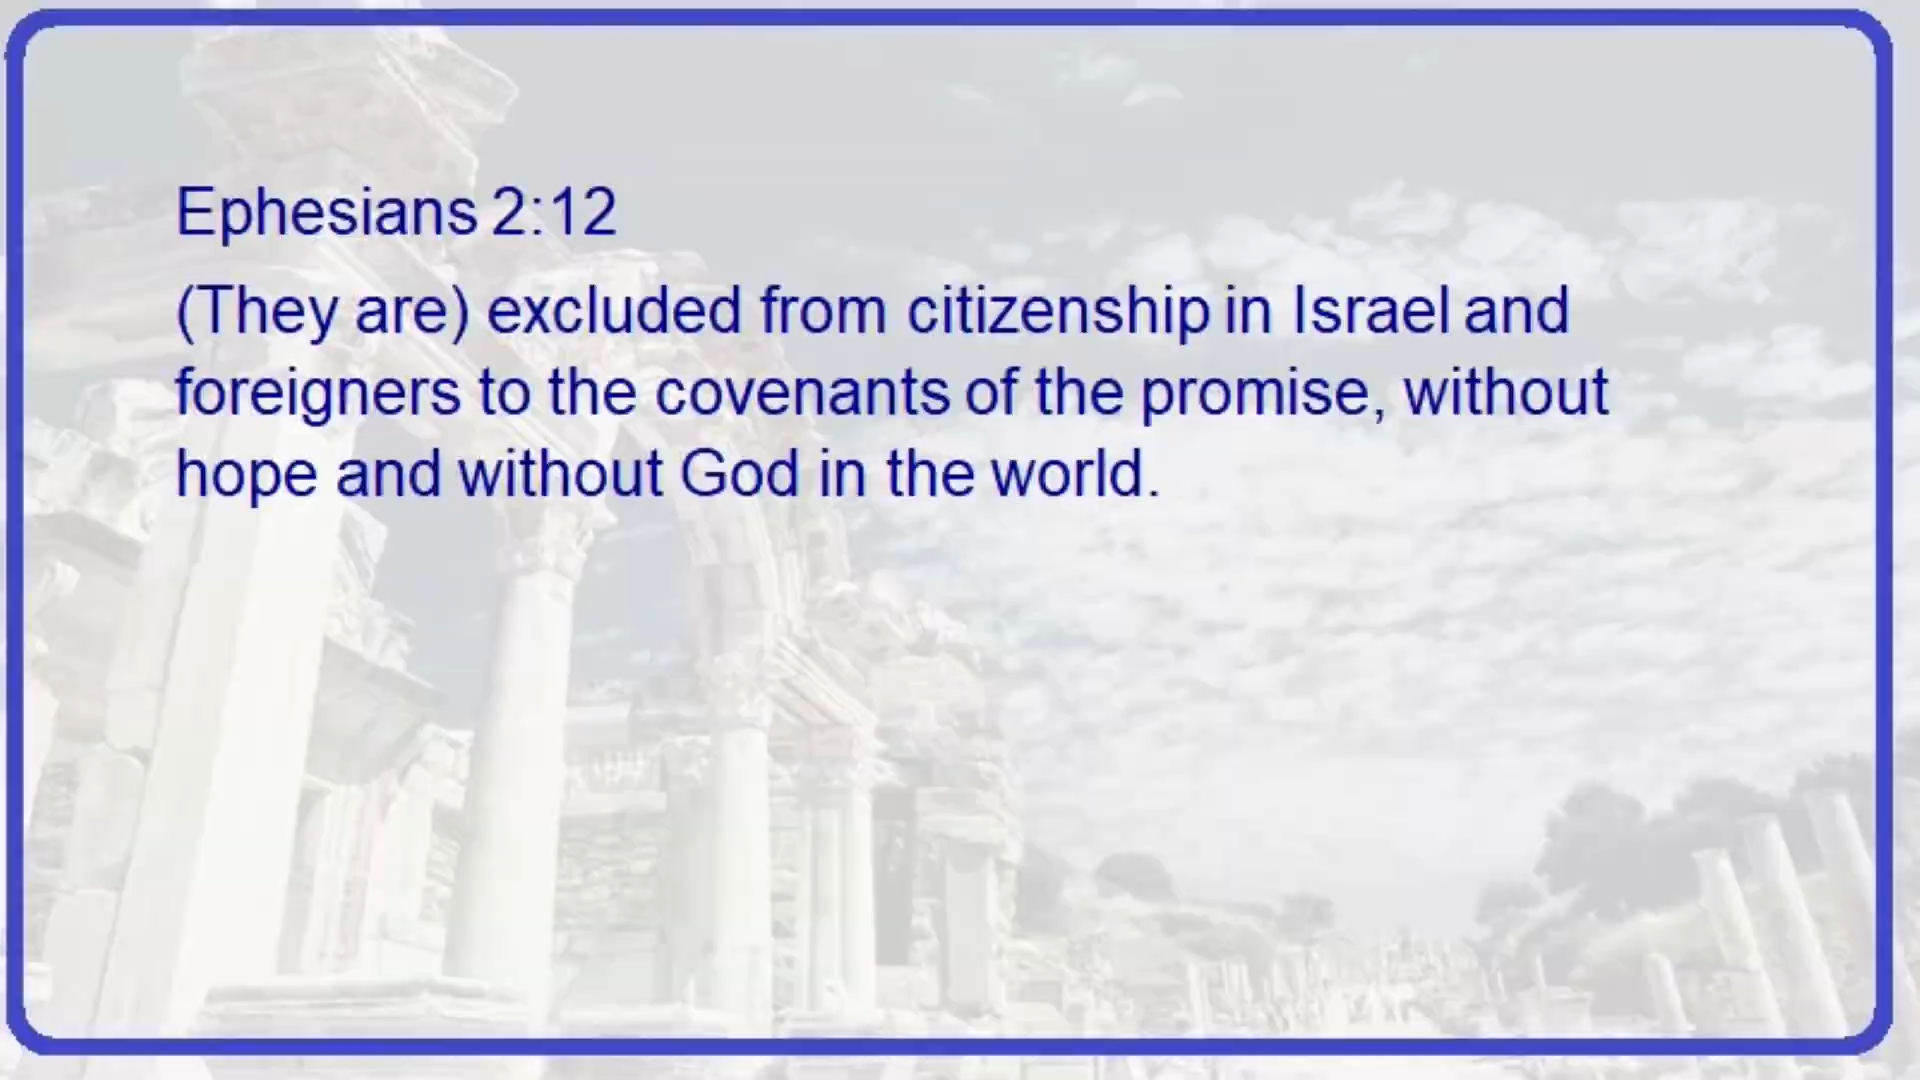 Ephesians 2:12
(They are) excluded from citizenship in Israel and
foreigners to the covenants of the promise, without
hope and without God in the world.